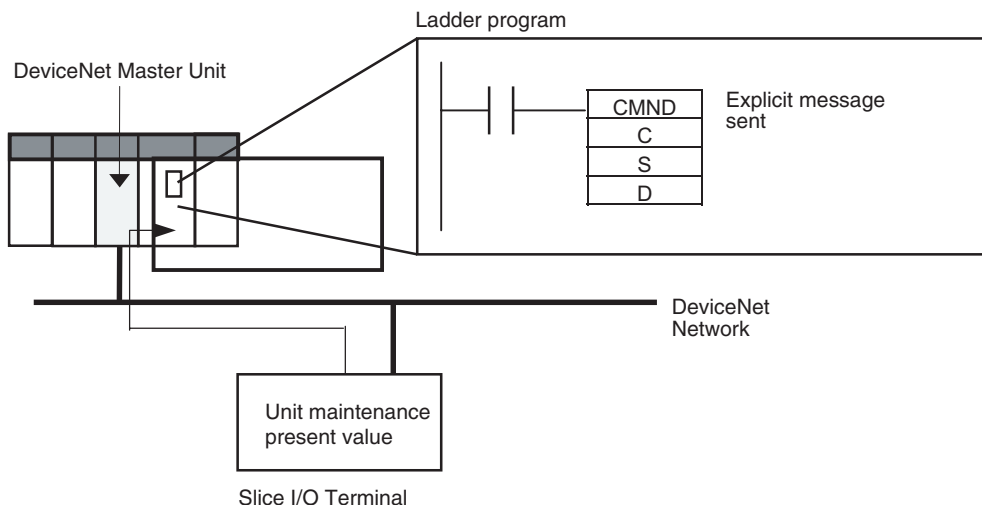 Ladder program
DeviceNet Master Unit
CMND
C
S
D
Explicit message
sent
DeviceNet
Network
Unit maintenance
present value
Slice I/O Terminal